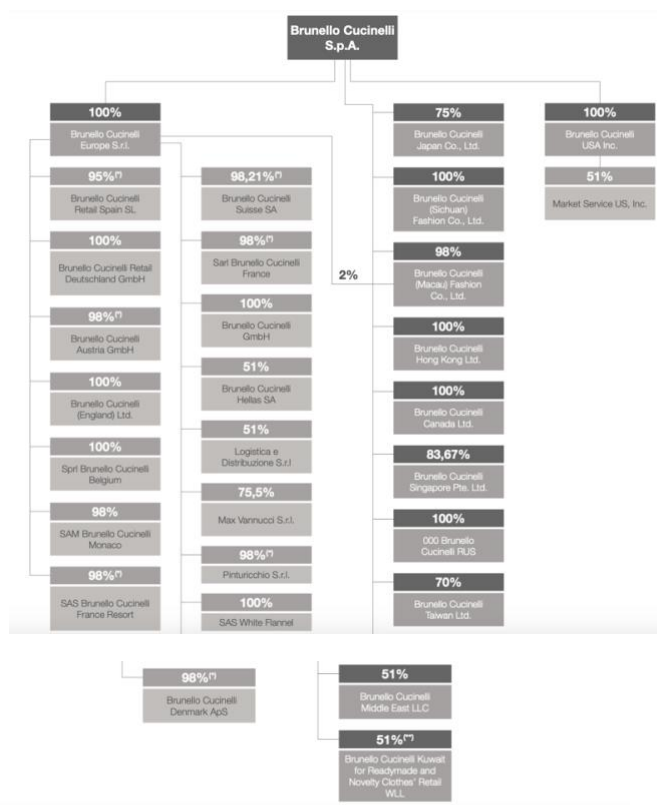 Brunello Cucinelli
S.p.A.
100%
Brunello Cucinelli
Europe S.r.l.
95%(*)
Brunello Cucinelli
Retail Spain SL
100%
Brunello Cucinelli Retail
Deutschland GmbH
98%(*)
Brunello Cucinelli
Austria GmbH
100%
Brunello Cucinelli
(England) Ltd.
100%
Sprl Brunello Cucinelli
Belgium
98%
SAM Brunello Cucinelli
Monaco
98%(*)
SAS Brunello Cucinelli
France Resort
98,21%(*)
Brunello Cucinelli
Suisse SA
98%(*)
Sarl Brunello Cucinelli
France
100%
Brunello Cucinelli
GmbH
51%
Brunello Cucinelli
Hellas SA
51%
Logistica e
Distribuzione S.r.l
75,5%
Max Vannucci S.r.l.
98%(*)
Pinturicchio S.r.l.
100%
SAS White Flannel
2%
75%
Brunello Cucinelli
Japan Co., Ltd.
100%
Brunello Cucinelli
(Sichuan)
Fashion Co., Ltd.
98%
Brunello Cucinelli
(Macau) Fashion
Co., Ltd.
100%
Brunello Cucinelli
Hong Kong Ltd.
100%
Brunello Cucinelli
Canada Ltd.
83,67%
Brunello Cucinelli
Singapore Pte. Ltd.
100%
000 Brunello
Cucinelli RUS
70%
Brunello Cucinelli
Taiwan Ltd.
100%
Brunello Cucinelli
USA Inc.
51%
Market Service US, Inc.
98%(*)
Brunello Cucinelli
Denmark ApS
51%
Brunello Cucinelli
Middle East LLC
51%(**)
Brunello Cucinelli Kuwait
for Readymade and
Novelty Clothes' Retail
WLL